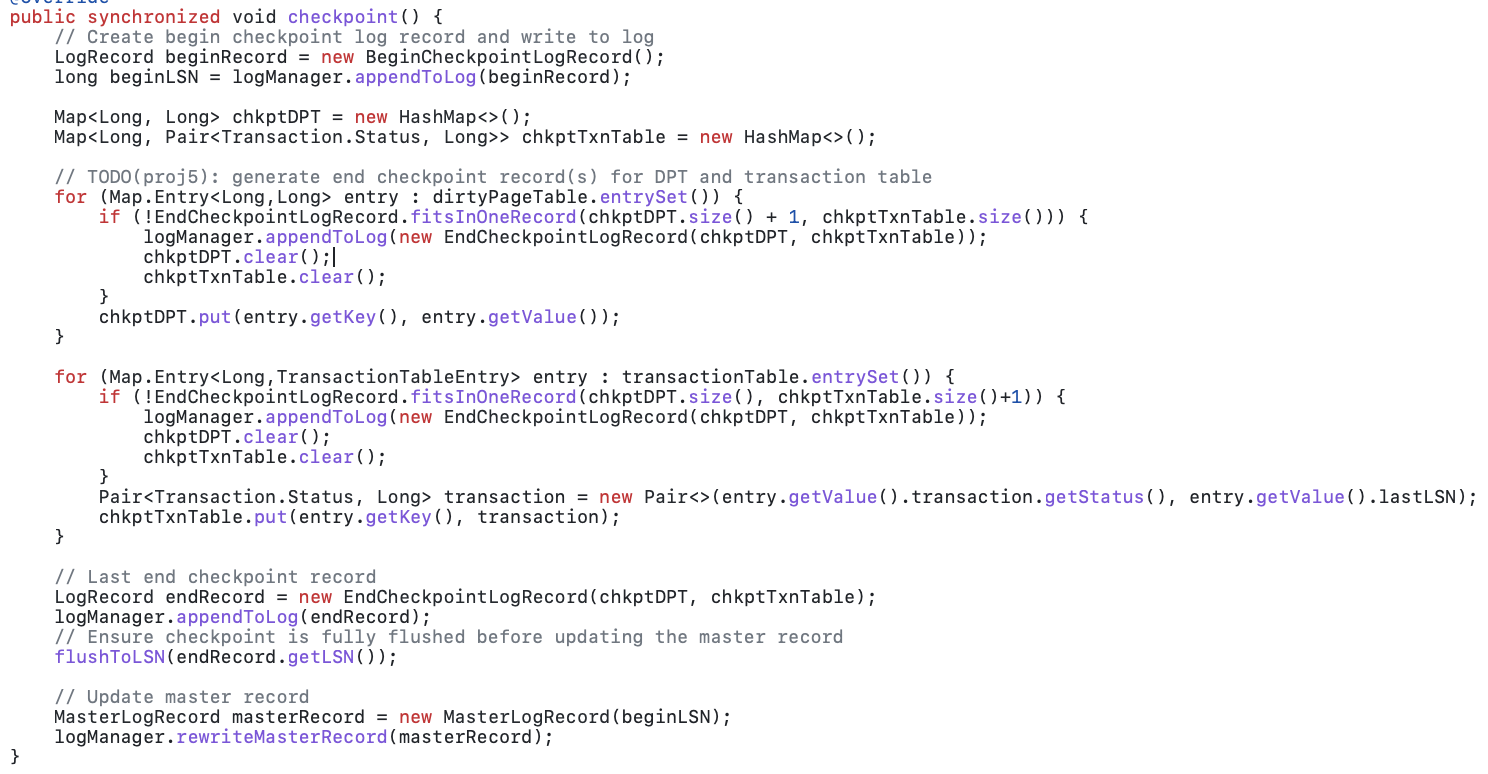 @Override
public synchronized void checkpoint() {
    // Create begin checkpoint log record and write to log
    LogRecord beginRecord = new BeginCheckpointLogRecord();
    long beginLSN = logManager.appendToLog(beginRecord);

    Map<Long, Long> chkptDPT = new HashMap<>();
    Map<Long, Pair<Transaction.Status, Long>> chkptTxnTable = new HashMap<>();

    // TODO(proj5): generate end checkpoint record(s) for DPT and transaction table
    for (Map.Entry<Long,Long> entry : dirtyPageTable.entrySet()) {
        if (!EndCheckpointLogRecord.fitsInOneRecord(chkptDPT.size() + 1, chkptTxnTable.size())) {
            logManager.appendToLog(new EndCheckpointLogRecord(chkptDPT, chkptTxnTable));
            chkptDPT.clear();
            chkptTxnTable.clear();
        }
        chkptDPT.put(entry.getKey(), entry.getValue());
    }

    for (Map.Entry<Long,TransactionTableEntry> entry : transactionTable.entrySet()) {
        if (!EndCheckpointLogRecord.fitsInOneRecord(chkptDPT.size(), chkptTxnTable.size()+1)) {
            logManager.appendToLog(new EndCheckpointLogRecord(chkptDPT, chkptTxnTable));
            chkptDPT.clear();
            chkptTxnTable.clear();
        }
        Pair<Transaction.Status, Long> transaction = new Pair<>(entry.getValue().transaction.getStatus(), entry.getValue().lastLSN);
        chkptTxnTable.put(entry.getKey(), transaction);
    }

    // Last end checkpoint record
    LogRecord endRecord = new EndCheckpointLogRecord(chkptDPT, chkptTxnTable);
    logManager.appendToLog(endRecord);
    // Ensure checkpoint is fully flushed before updating the master record
    flushToLSN(endRecord.getLSN());

    // Update master record
    MasterLogRecord masterRecord = new MasterLogRecord(beginLSN);
    logManager.rewriteMasterRecord(masterRecord);
}